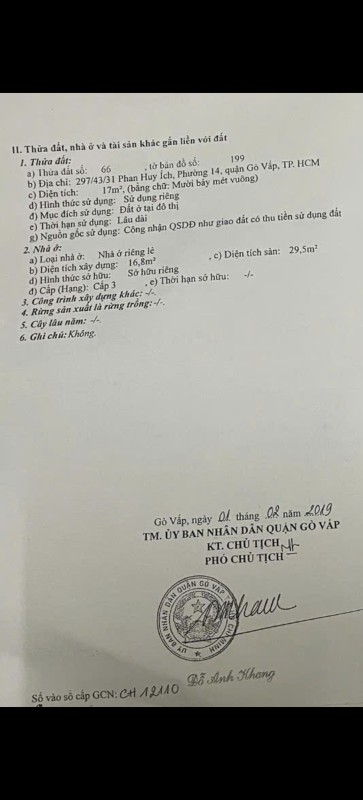 II. Thửa đất, nhà ở và tài sản khác gắn liền với đất
1. Thửa đất:
a) Thửa đất số: 66 , tờ bản đồ số: 199
b) Địa chỉ: 297/43/31 Phan Huy Ích, Phường 14, quận Gò Vấp, TP. HCM
c) Diện tích: 17m², (bằng chữ: Mười bảy mét vuông)
d) Hình thức sử dụng: Sử dụng riêng
đ) Mục đích sử dụng: Đất ở tại đô thị
e) Thời hạn sử dụng: Lâu dài
g) Nguồn gốc sử dụng: Công nhận QSDĐ như giao đất có thu tiền sử dụng đất
2. Nhà ở:
a) Loại nhà ở: Nhà ở riêng lẻ
b) Diện tích xây dựng: 16,8m² , c) Diện tích sàn: 29,5m²
d) Hình thức sở hữu: Sở hữu riêng
đ) Cấp (Hạng): Cấp 3 , e) Thời hạn sở hữu: -/-
3. Công trình xây dựng khác: -/-.
4. Rừng sản xuất là rừng trồng: -/-.
5. Cây lâu năm: -/-.
6. Ghi chú: Không.
Gò Vấp, ngày 01 tháng 02 năm 2019
TM. ỦY BAN NHÂN DÂN QUẬN GÒ VẤP
KT. CHỦ TỊCH
PHÓ CHỦ TỊCH
ỦY BAN NHÂN DÂN QUẬN GÒ VẤP
Đỗ Anh Khang
Số vào sổ cấp GCN: CH 12110